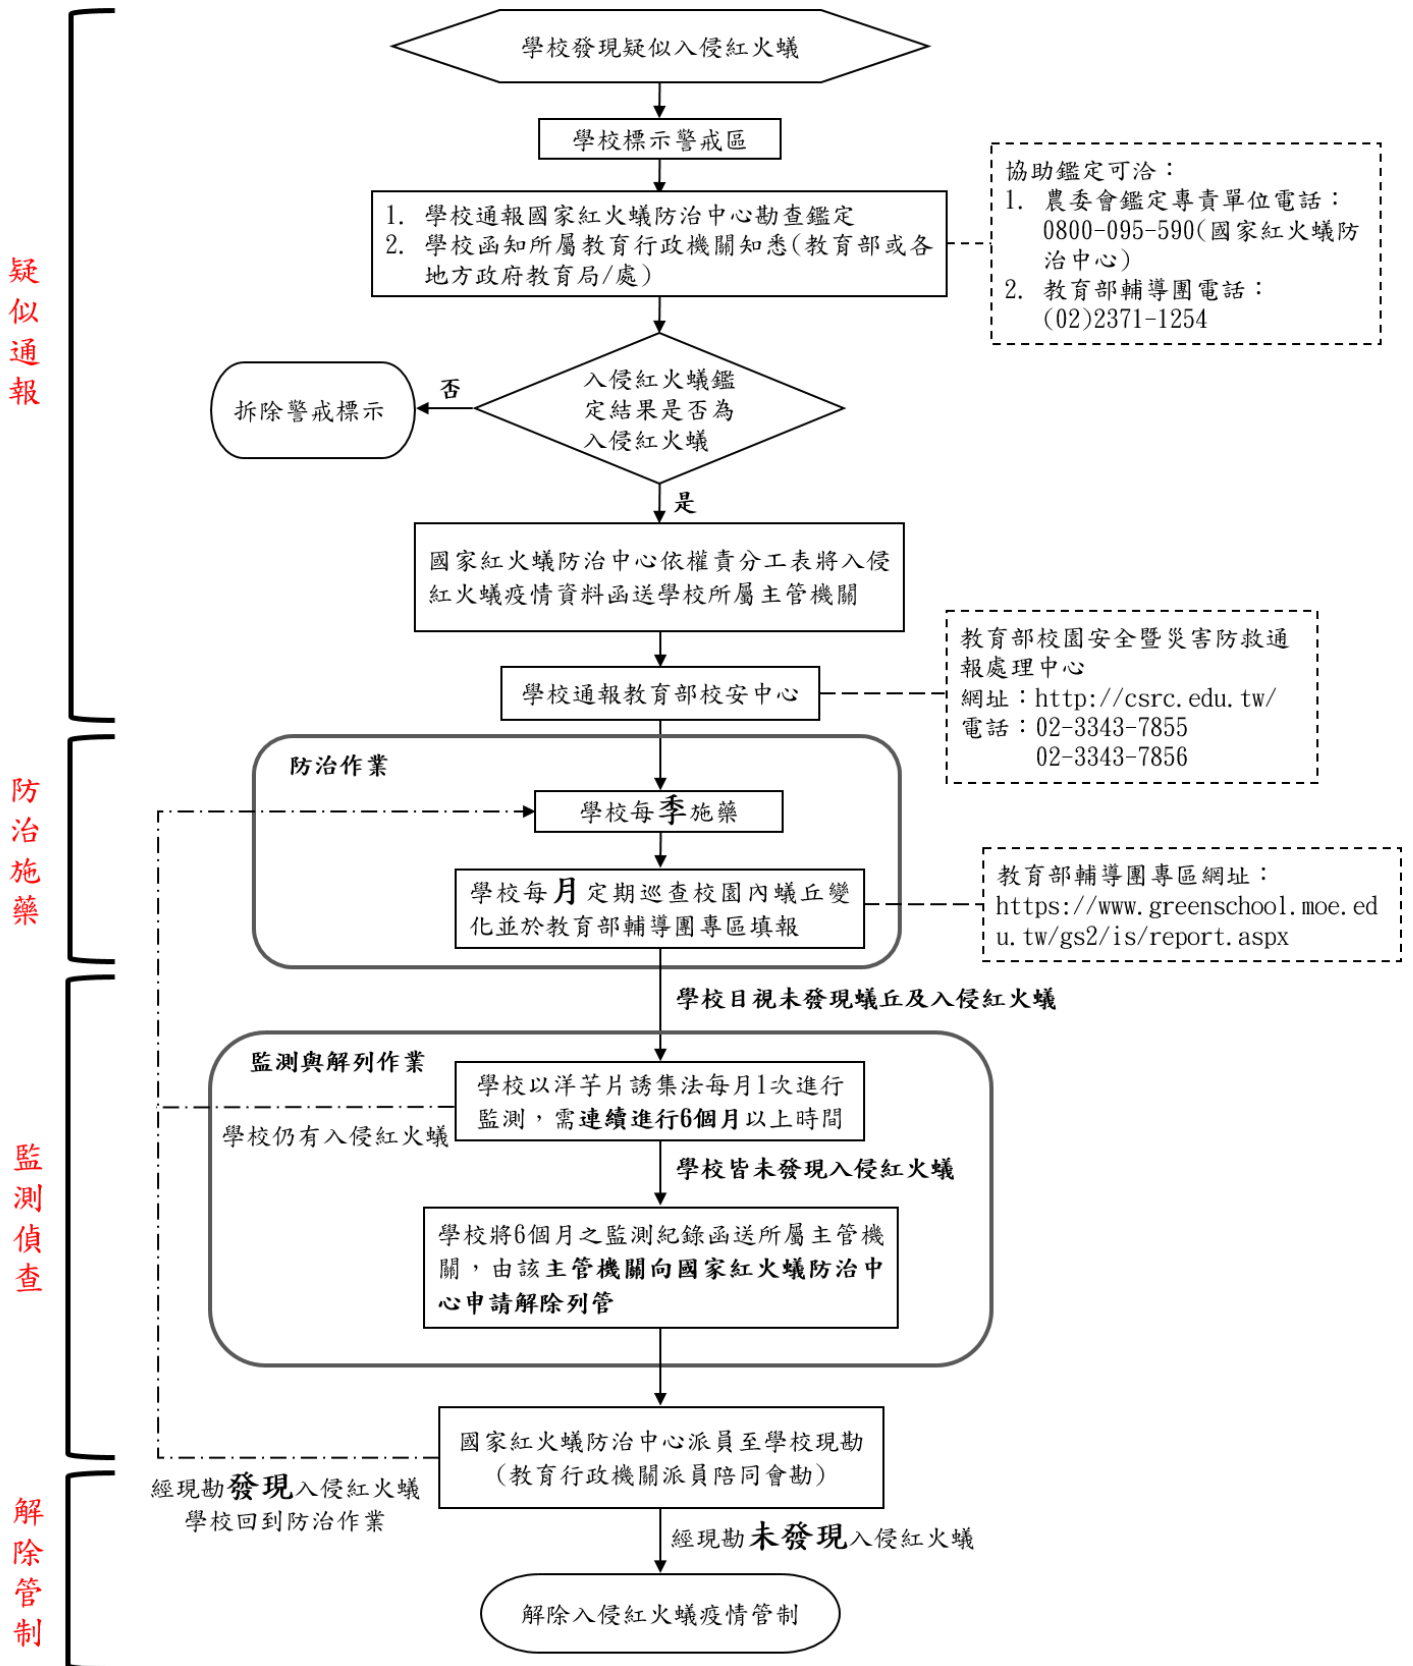 學校發現疑似入侵紅火蟻
學校標示警戒區
1. 學校通報國家紅火蟻防治中心勘查鑑定
2. 學校函知所屬教育行政機關知悉(教育部或各
地方政府教育局/處)
協助鑑定可洽：
1. 農委會鑑定專責單位電話：
0800-095-590(國家紅火蟻防
治中心)
2. 教育部輔導團電話：
(02)2371-1254
疑似通報
入侵紅火蟻鑑
定結果是否為
入侵紅火蟻
否
拆除警戒標示
是
國家紅火蟻防治中心依權責分工表將入侵
紅火蟻疫情資料函送學校所屬主管機關
學校通報教育部校安中心
教育部校園安全暨災害防救通
報處理中心
網址：http://csrc.edu.tw/
電話：02-3343-7855
02-3343-7856
防治施藥
防治作業
學校每季施藥
學校每月定期巡查校園內蟻丘變
化並於教育部輔導團專區填報
教育部輔導團專區網址：
https://www.greenschool.moe.ed
u.tw/gs2/is/report.aspx
學校目視未發現蟻丘及入侵紅火蟻
監測偵查
監測與解列作業
學校以洋芋片誘集法每月1次進行
監測，需連續進行6個月以上時間
學校仍有入侵紅火蟻
學校皆未發現入侵紅火蟻
學校將6個月之監測紀錄函送所屬主管機
關，由該主管機關向國家紅火蟻防治中
心申請解除列管
國家紅火蟻防治中心派員至學校現勘
(教育行政機關派員陪同會勘)
解除管制
經現勘發現入侵紅火蟻
學校回到防治作業
經現勘未發現入侵紅火蟻
解除入侵紅火蟻疫情管制